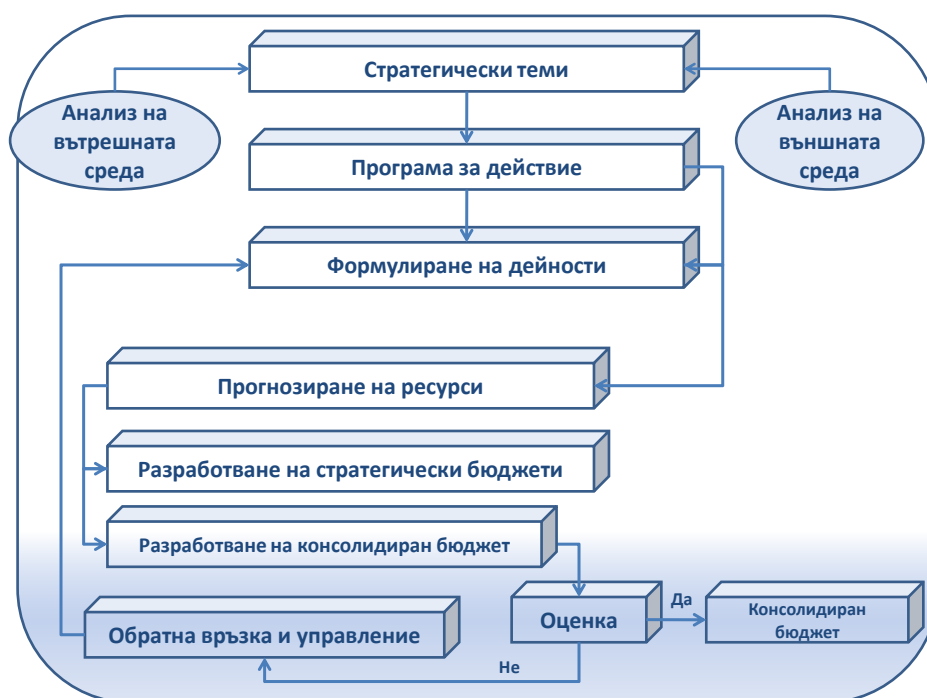 Стратегически теми
Анализ на
вътрешната
среда
Анализ на
външната
среда
Програма за действие
Формулиране на дейности
Прогнозиране на ресурси
Разработване на стратегически бюджети
Разработване на консолидиран бюджет
Обратна връзка и управление
Оценка
Да
Консолидиран
бюджет
Не